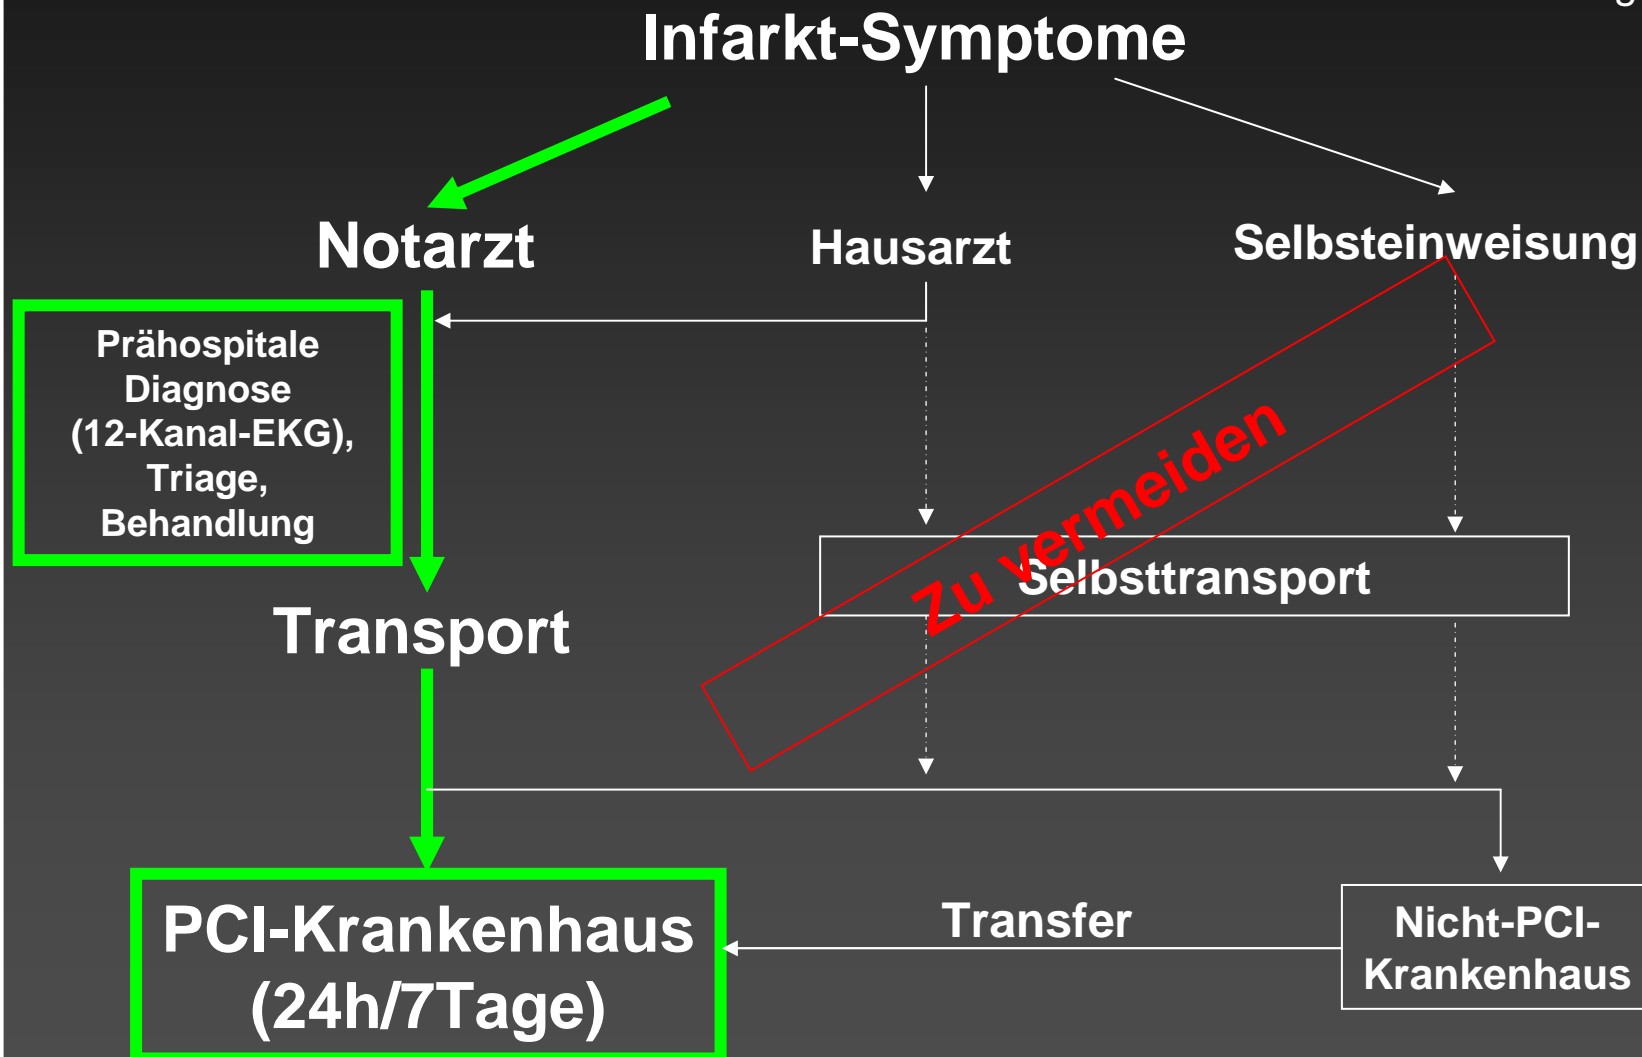 Infarkt-Symptome
Notarzt
Hausarzt
Selbsteinweisung
Prähospitale
Diagnose
(12-Kanal-EKG),
Triage,
Behandlung
Zu vermeiden
Selbsttransport
Transport
PCI-Krankenhaus
(24h/7Tage)
Transfer
Nicht-PCI-
Krankenhaus